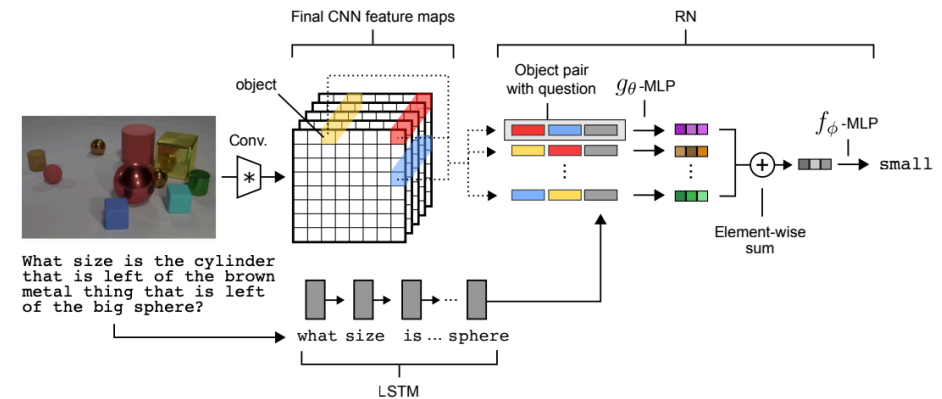 Final CNN feature maps
RN
object
Object pair
with question
gθ-MLP
fϕ-MLP
Conv.
*
+
small
Element-wise
sum
What size is the cylinder
that is left of the brown
metal thing that is left
of the big sphere?
what size is ... sphere
LSTM